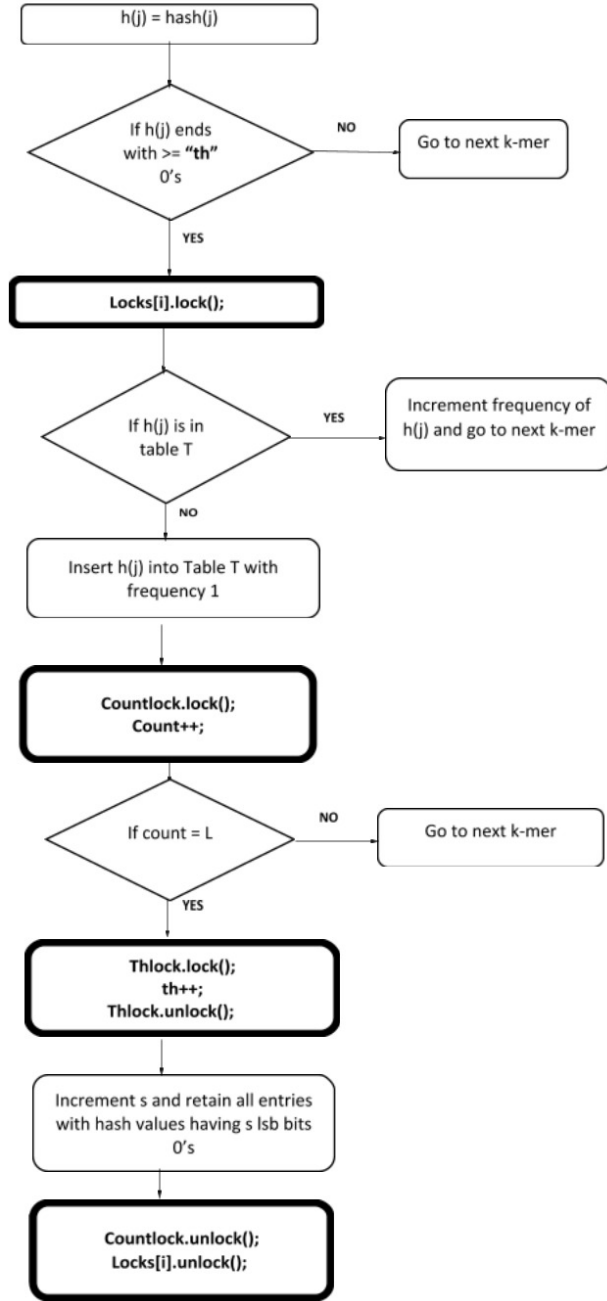 h(j) = hash(j)
If h(j) ends
with >= “th”
0’s
NO
Go to next k-mer
YES
Locks[i].lock();
If h(j) is in
table T
YES
Increment frequency of
h(j) and go to next k-mer
NO
Insert h(j) into Table T with
frequency 1
Countlock.lock();
Count++;
If count = L
NO
Go to next k-mer
YES
Thlock.lock();
th++;
Thlock.unlock();
Increment s and retain all entries
with hash values having s lsb bits
0’s
Countlock.unlock();
Locks[i].unlock();